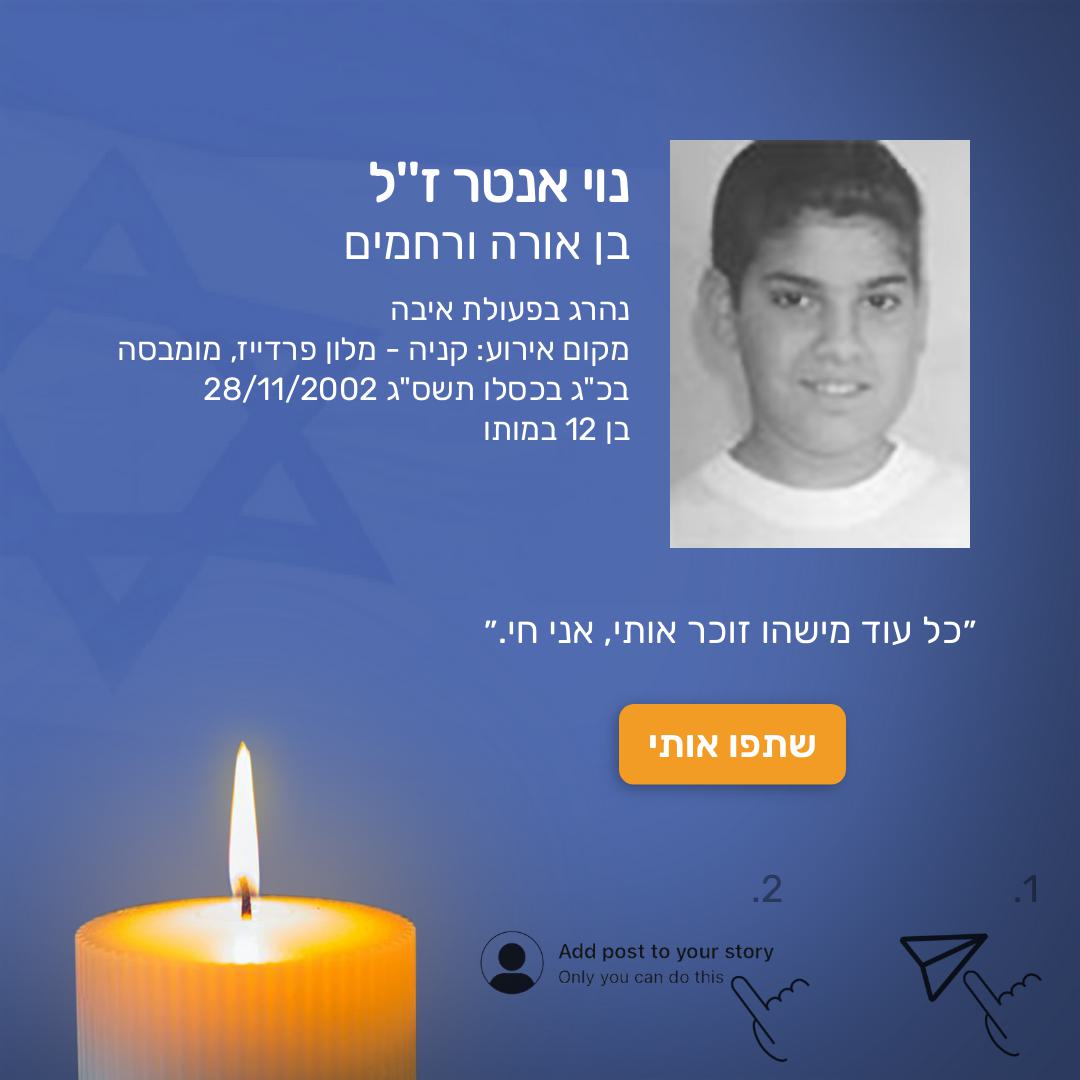 נוי אנטר ז"ל
בן אורה ורחמים
נהרג בפעולת איבה
מקום אירוע: קניה - מלון פרדייז, מומבסה
בכ"ג בכסלו תשס"ג 28/11/2002
בן 12 במותו
״כל עוד מישהו זוכר אותי, אני חי.״
שתפו אותי
1.
2.
Add post to your story
Only you can do this